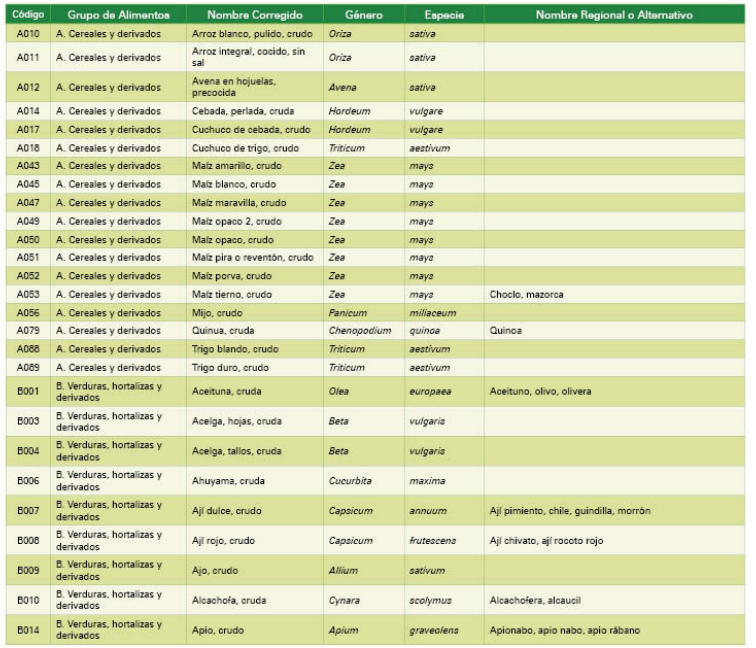 Código Grupo de Alimentos Nombre Corregido Género Especie Nombre Regional o Alternativo
A010 A. Cereales y derivados Arroz blanco, pulido, crudo Oriza sativa
A011 A. Cereales y derivados Arroz integral, cocido, sin sal Oriza sativa
A012 A. Cereales y derivados Avena en hojuelas, precocida Avena sativa
A014 A. Cereales y derivados Cebada, perlada, cruda Hordeum vulgare
A017 A. Cereales y derivados Cuchuco de cebada, crudo Hordeum vulgare
A018 A. Cereales y derivados Cuchuco de trigo, crudo Triticum aestivum
A043 A. Cereales y derivados Maíz amarillo, crudo Zea mays
A045 A. Cereales y derivados Maíz blanco, crudo Zea mays
A047 A. Cereales y derivados Maíz maravilla, crudo Zea mays
A049 A. Cereales y derivados Maíz opaco 2, crudo Zea mays
A050 A. Cereales y derivados Maíz opaco, crudo Zea mays
A051 A. Cereales y derivados Maíz pira o reventón, crudo Zea mays
A052 A. Cereales y derivados Maíz porva, crudo Zea mays
A053 A. Cereales y derivados Maíz tierno, crudo Zea mays Choclo, mazorca
A056 A. Cereales y derivados Mijo, crudo Panicum miliaceum
A079 A. Cereales y derivados Quinua, cruda Chenopodium quinoa Quinoa
A088 A. Cereales y derivados Trigo blando, crudo Triticum aestivum
A089 A. Cereales y derivados Trigo duro, crudo Triticum aestivum
B001 B. Verduras, hortalizas y derivados Aceituna, cruda Olea europaea Aceituno, olivo, olivera
B003 B. Verduras, hortalizas y derivados Acelga, hojas, cruda Beta vulgaris
B004 B. Verduras, hortalizas y derivados Acelga, tallos, cruda Beta vulgaris
B006 B. Verduras, hortalizas y derivados Ahuyama, cruda Cucurbita maxima
B007 B. Verduras, hortalizas y derivados Ají dulce, crudo Capsicum annuum Ají pimiento, chile, guindilla, morrón
B008 B. Verduras, hortalizas y derivados Ají rojo, crudo Capsicum frutescens Ají chivato, ají rocoto rojo
B009 B. Verduras, hortalizas y derivados Ajo, crudo Allium sativum
B010 B. Verduras, hortalizas y derivados Alcachofa, cruda Cynara scolymus Alcachofera, alcaucil
B014 B. Verduras, hortalizas y derivados Apio, crudo Apium graveolens Apionabo, apio nabo, apio rábano